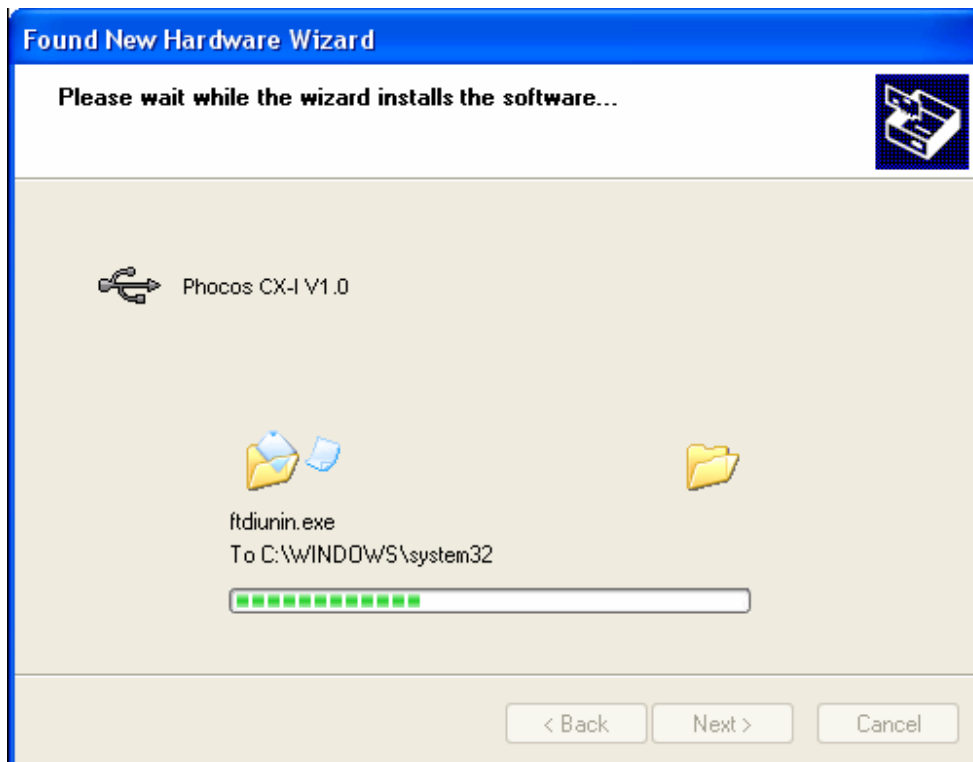 Found New Hardware Wizard
Please wait while the wizard installs the software...
Phocos CX-I V1.0
ftdiunin.exe
To C:\WINDOWS\system32
< Back
Next >
Cancel